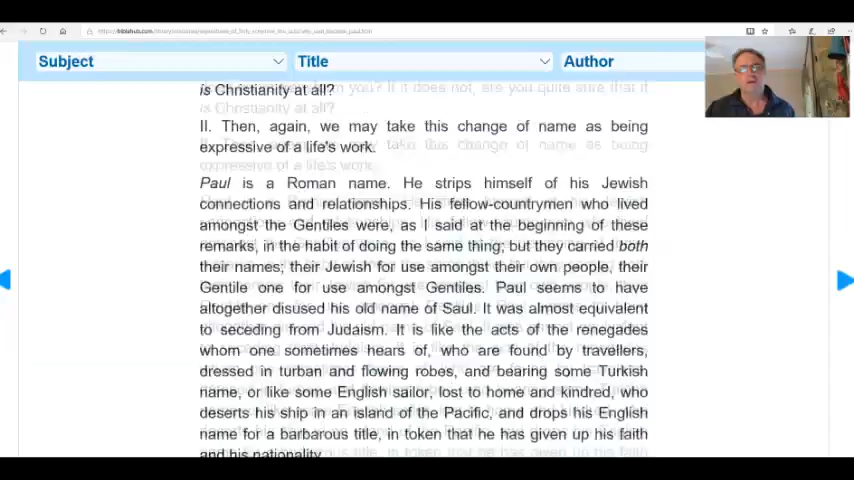 Subject
Title
Author
is Christianity at all?
II. Then, again, we may take this change of name as being
expressive of a life's work.
Paul is a Roman name. He strips himself of his Jewish
connections and relationships. His fellow-countrymen who lived
amongst the Gentiles were, as I said at the beginning of these
remarks, in the habit of doing the same thing; but they carried both
their names; their Jewish for use amongst their own people, their
Gentile one for use amongst Gentiles. Paul seems to have
altogether disused his old name of Saul. It was almost equivalent
to seceding from Judaism. It is like the acts of the renegades
whom one sometimes hears of, who are found by travellers,
dressed in turban and flowing robes, and bearing some Turkish
name, or like some English sailor, lost to home and kindred, who
deserts his ship in an island of the Pacific, and drops his English
name for a barbarous title, in token that he has given up his faith
and his nationality.